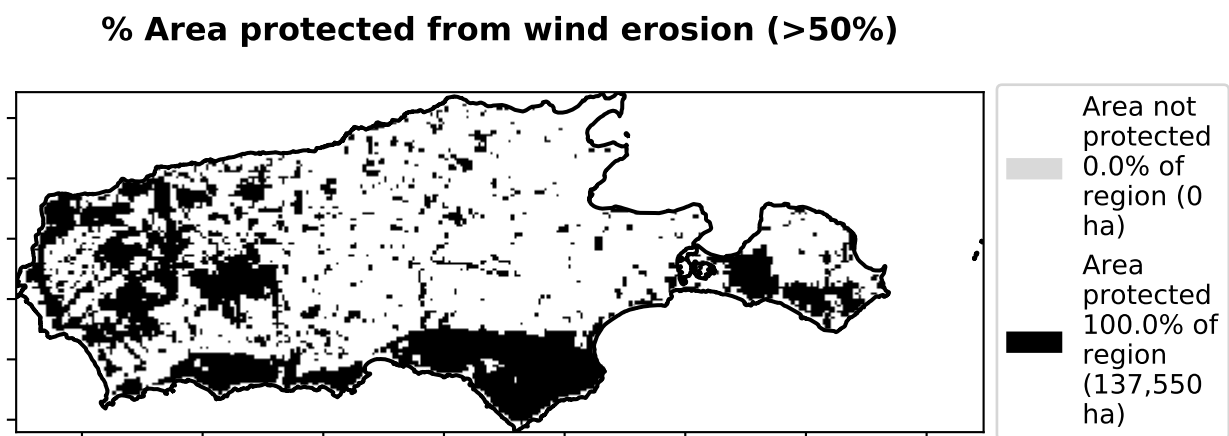 % Area protected from wind erosion (>50%)
Area not
protected
0.0% of
region (0
ha)
Area
protected
100.0% of
region
(137,550
ha)